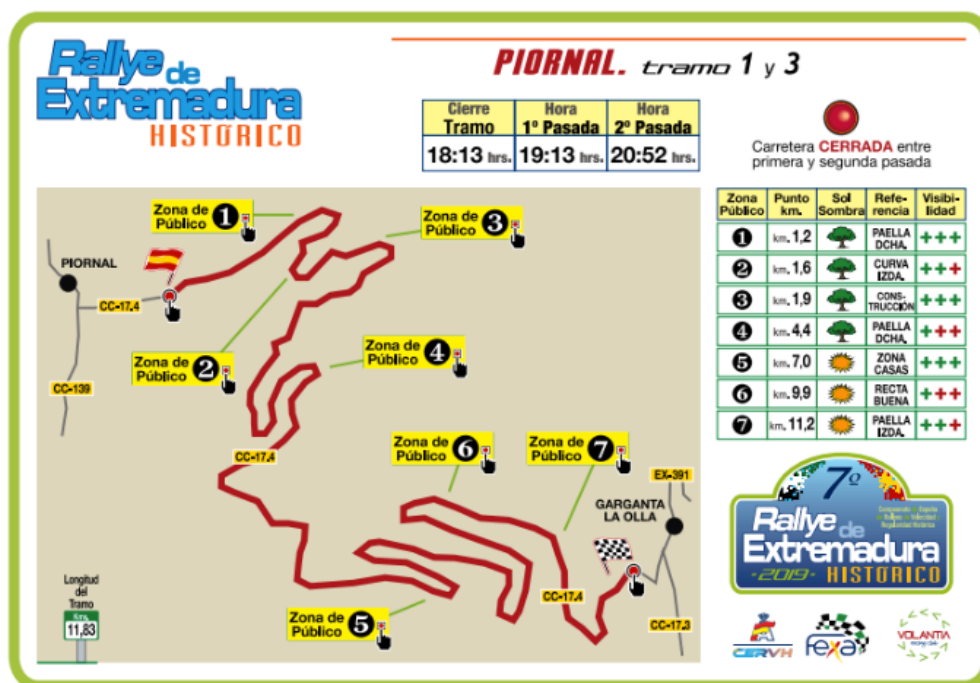 Rallye de
Extremadura
HISTÓRICO
PIORNAL. tramo 1 y 3
Cierre Tramo Hora 1º Pasada Hora 2º Pasada
18:13 hrs. 19:13 hrs. 20:52 hrs.
Carretera CERRADA entre
primera y segunda pasada
Zona de Público 1
Zona de Público 3
PIORNAL
CC-17.4
Zona de Público 2
Zona de Público 4
CC-139
CC-17.4
Zona de Público 6
Zona de Público 7
EX-391
GARGANTA
LA OLLA
CC-17.4
Zona de Público 5
CC-17.3
Longitud
del
Tramo
Kms.
11,83
Zona Público Punto km. Sol Sombra Refe-rencia Visibi-lidad
1 km. 1,2 PAELLA DCHA. +++
2 km. 1,6 CURVA IZDA. +++
3 km. 1,9 CONS-TRUCCIÓN +++
4 km. 4,4 PAELLA DCHA. +++
5 km. 7,0 ZONA CASAS +++
6 km. 9,9 RECTA BUENA +++
7 km. 11,2 PAELLA IZDA. +++
7º
Rallye de
Extremadura
·2019· HISTÓRICO
CERVH
fexa
VOLANTIA